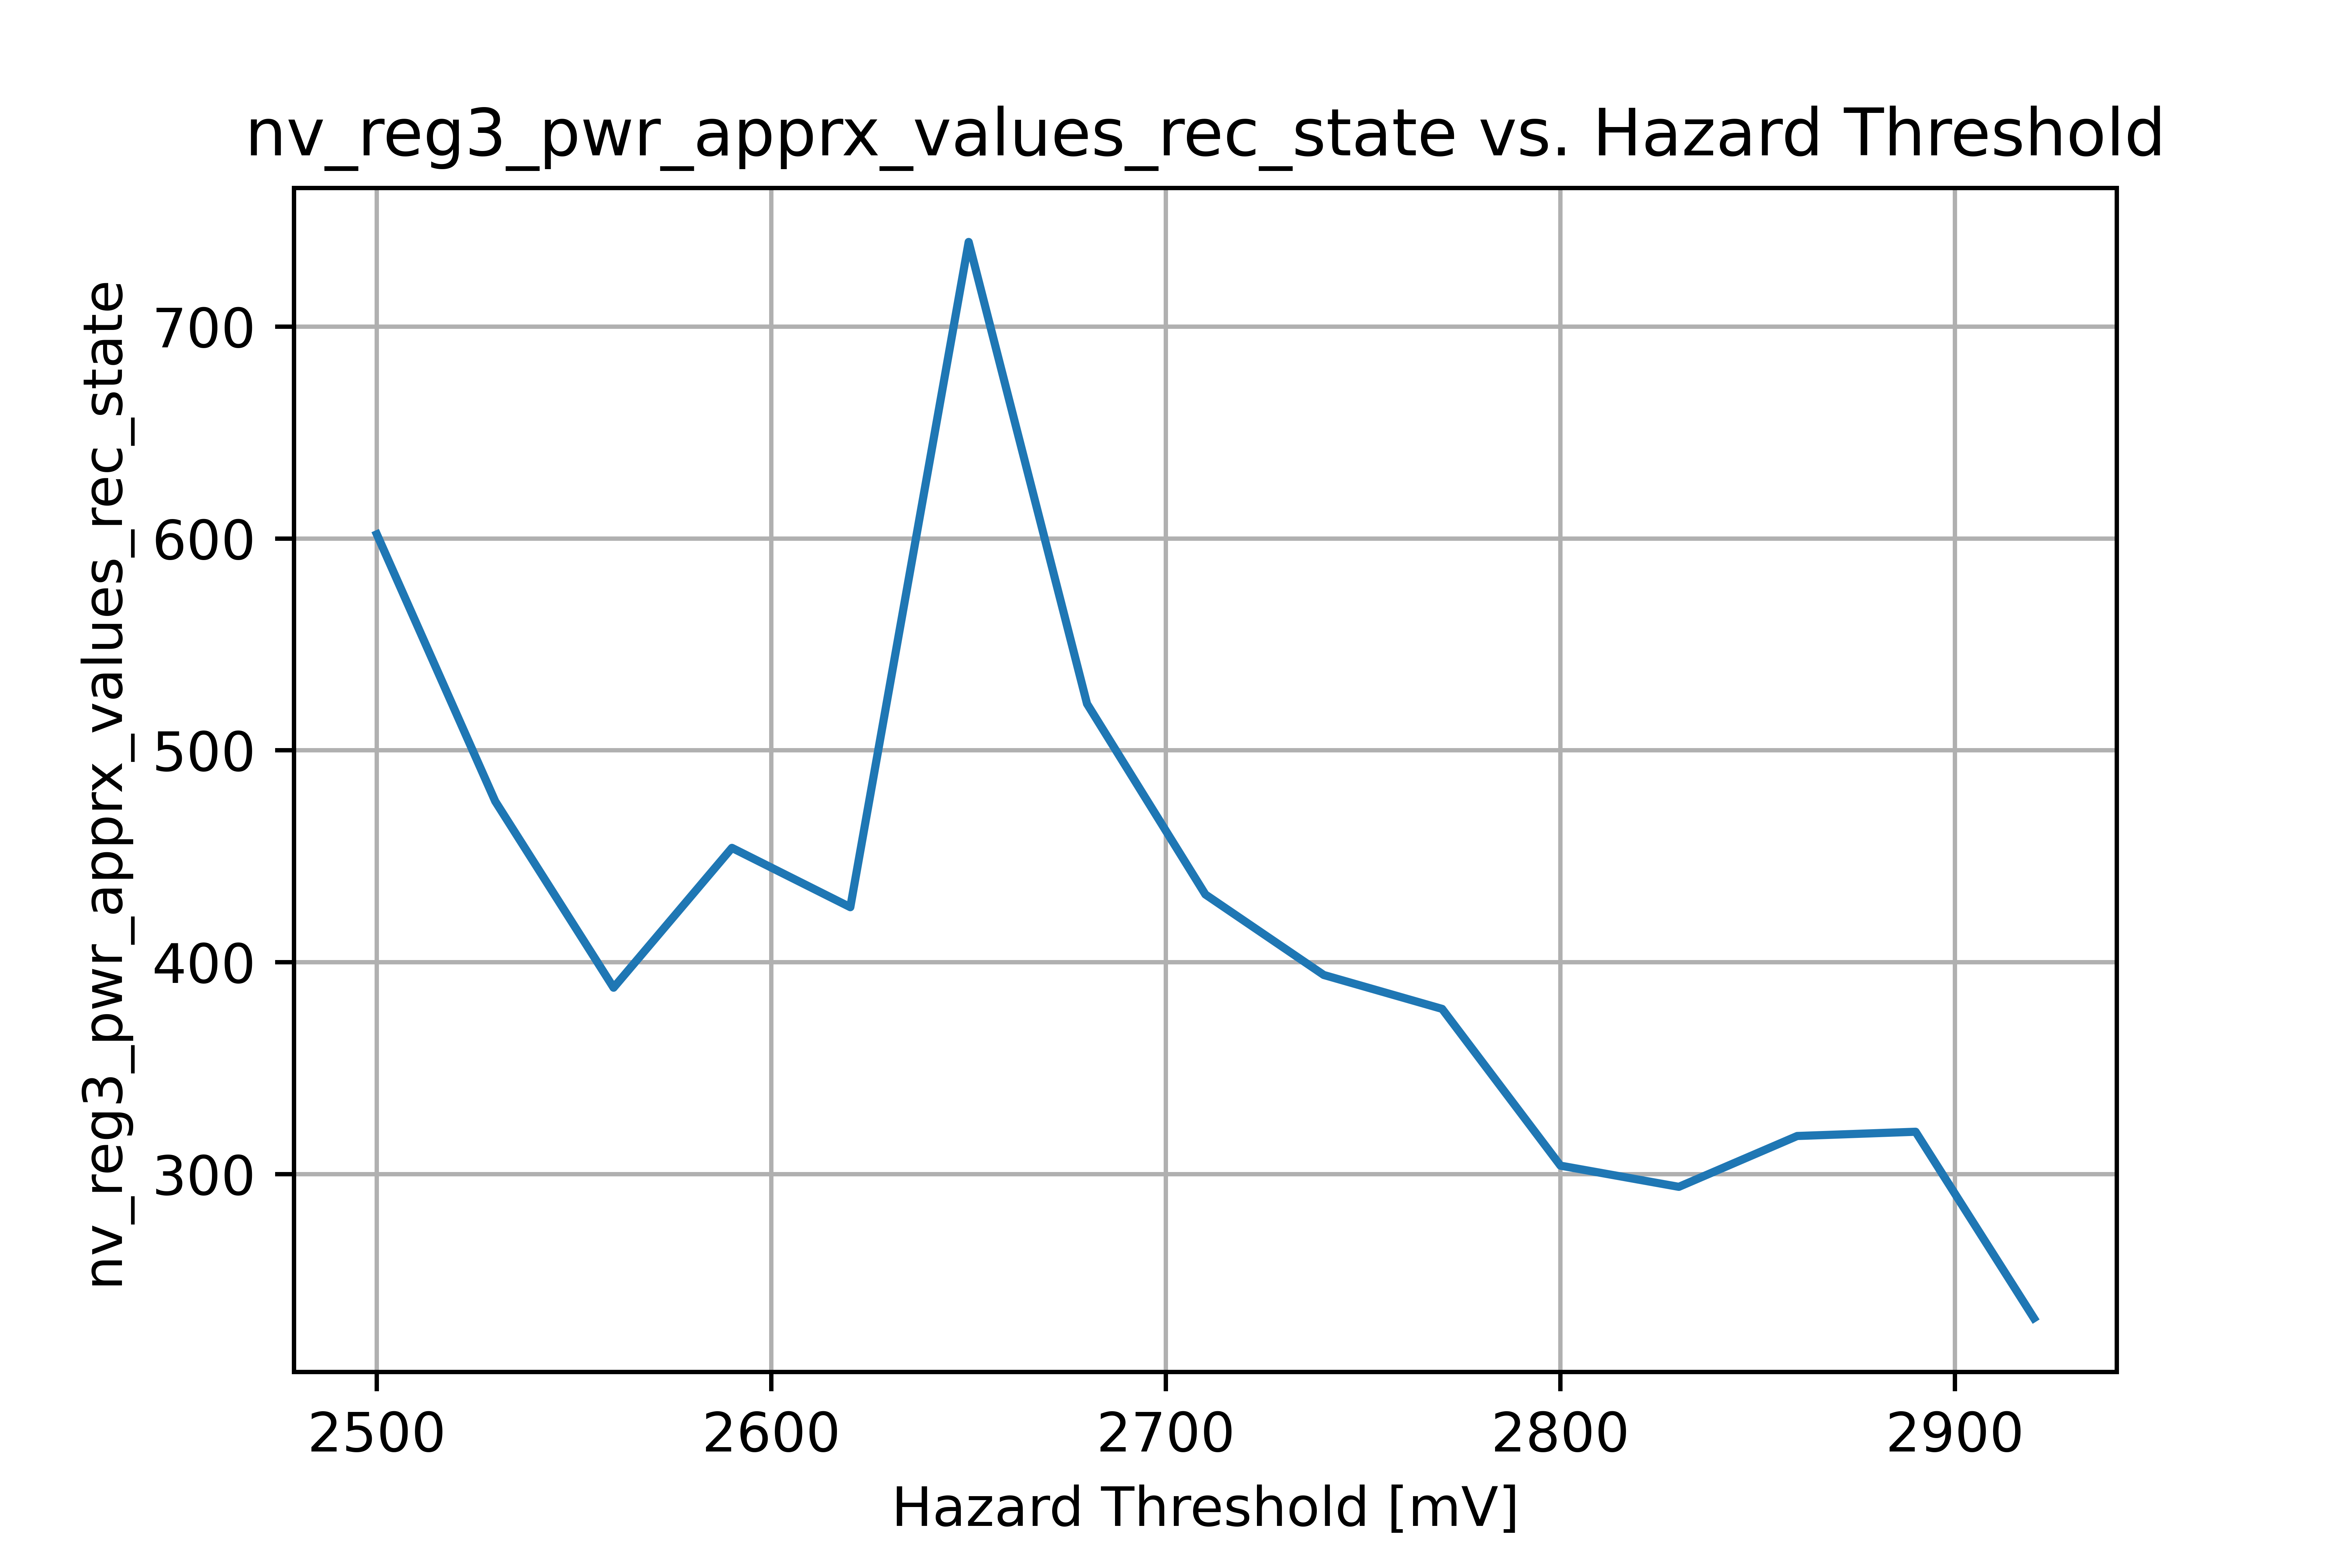 nv_reg3_pwr_apprx_values_rec_state vs. Hazard Threshold
nv_reg3_pwr_apprx_values_rec_state
700
600
500
400
300
2500 2600 2700 2800 2900
Hazard Threshold [mV]